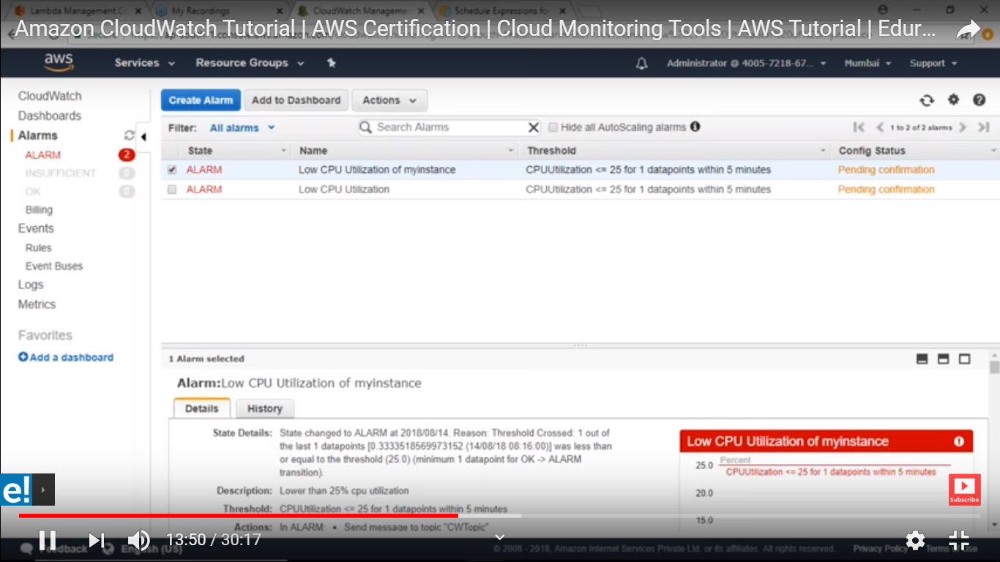 Lambda Management Co
My Recordings
CloudWatch Manageme
Schedule Expressions for
Amazon CloudWatch Tutorial | AWS Certification | Cloud Monitoring Tools | AWS Tutorial | Edur...
aws
Services
Resource Groups
Administrator @ 4005-7218-67...
Mumbai
Support
CloudWatch
Dashboards
Alarms
ALARM 2
INSUFFICIENT 0
OK 0
Billing
Events
Rules
Event Buses
Logs
Metrics
Favorites
Add a dashboard
Create Alarm
Add to Dashboard
Actions
Filter: All alarms
Search Alarms
Hide all AutoScaling alarms
1 to 2 of 2 alarms
State Name Threshold Config Status
ALARM Low CPU Utilization of myinstance CPUUtilization <= 25 for 1 datapoints within 5 minutes Pending confirmation
ALARM Low CPU Utilization CPUUtilization <= 25 for 1 datapoints within 5 minutes Pending confirmation
1 Alarm selected
Alarm:Low CPU Utilization of myinstance
Details
History
State Details: State changed to ALARM at 2018/08/14. Reason: Threshold Crossed: 1 out of
the last 1 datapoints [0.3333518569973152 (14/08/18 08:16:00)] was less than
or equal to the threshold (25.0) (minimum 1 datapoint for OK -> ALARM
transition).
Description: Lower than 25% cpu utilization
Threshold: CPUUtilization <= 25 for 1 datapoints within 5 minutes
Actions: In ALARM: • Send message to topic "CWTopic"
Low CPU Utilization of myinstance
Percent
25.0
CPUUtilization <= 25 for 1 datapoints within 5 minutes
20.0
15.0
e!
Subscribe
13:50 / 30:17
Feedback
English (US)
© 2008 - 2018, Amazon Internet Services Private Ltd. or its affiliates. All rights reserved.
Privacy Policy
Terms of Use